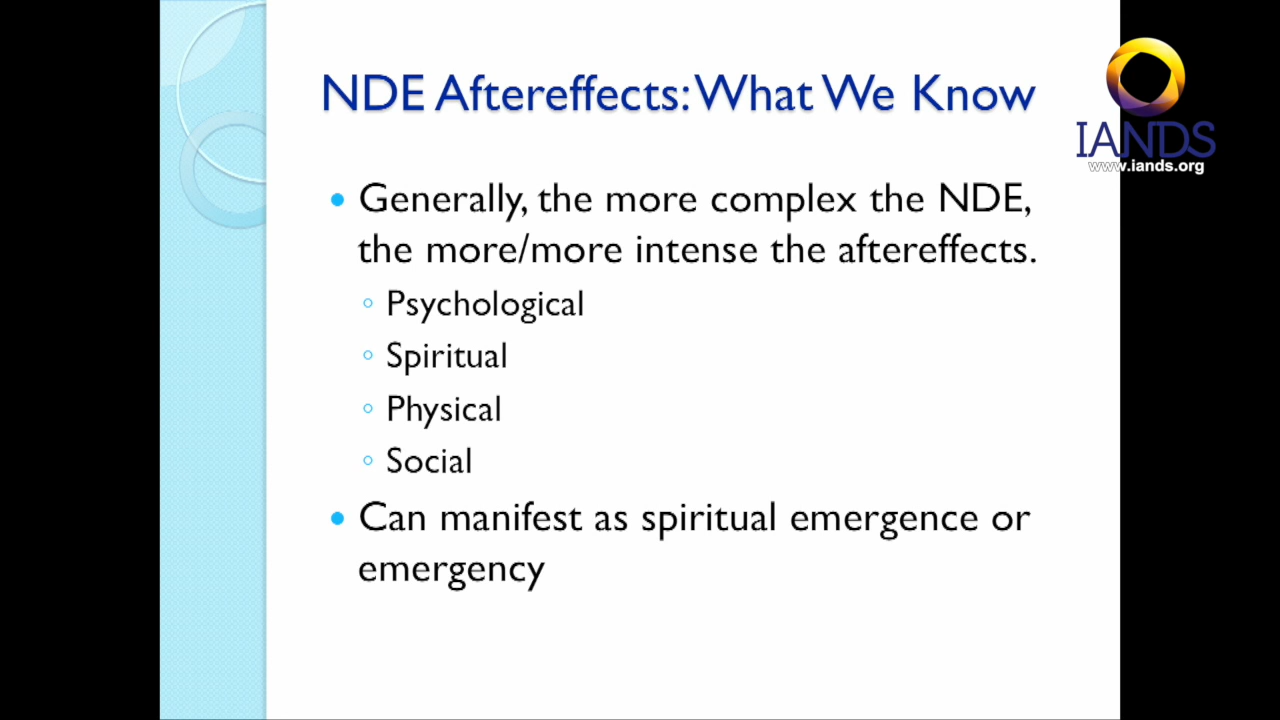 NDE Aftereffects: What We Know
IANDS
www.iands.org
• Generally, the more complex the NDE,
the more/more intense the aftereffects.
◦ Psychological
◦ Spiritual
◦ Physical
◦ Social
• Can manifest as spiritual emergence or
emergency